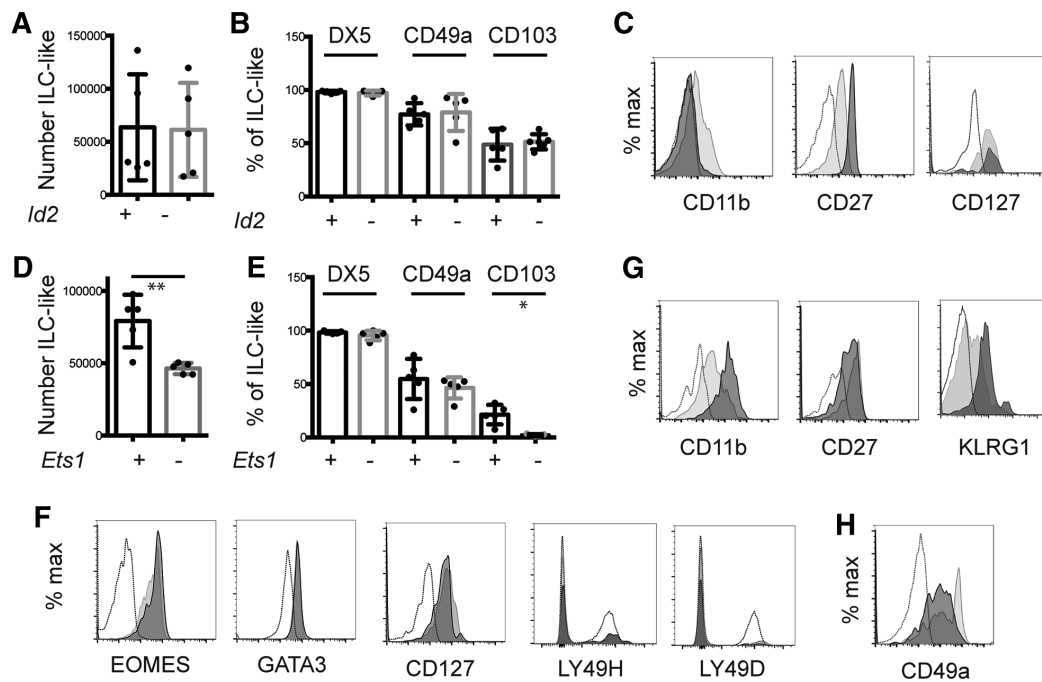 A
Number ILC-like
150000
100000
50000
0
Id2 + -
B
% of ILC-like
150
100
50
0
DX5 CD49a CD103
Id2 + - + - + -
C
% max
CD11b CD27 CD127
D
Number ILC-like
100000
50000
0
**
Ets1 + -
E
% of ILC-like
150
100
50
0
DX5 CD49a CD103
*
Ets1 + - + - + -
G
% max
CD11b CD27 KLRG1
F
% max
EOMES GATA3 CD127 LY49H LY49D
H
% max
CD49a